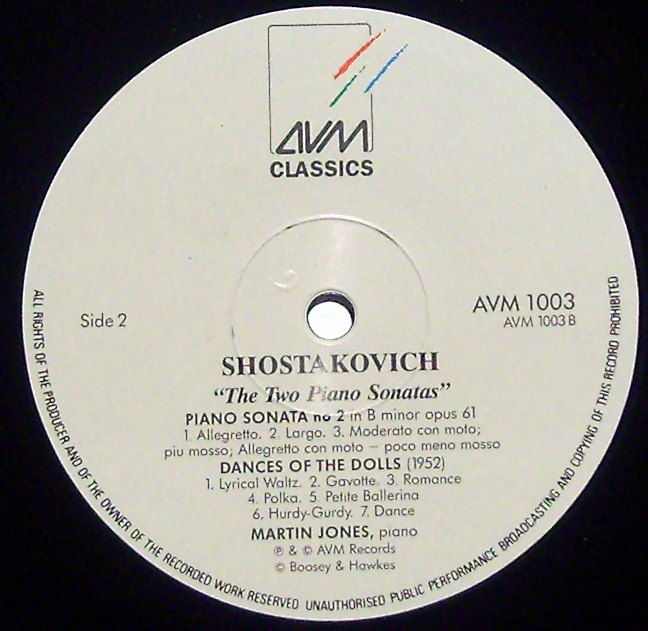 AVM
CLASSICS
Side 2
AVM 1003
AVM 1003 B
SHOSTAKOVICH
“The Two Piano Sonatas”
PIANO SONATA no 2 in B minor opus 61
1. Allegretto. 2. Largo. 3. Moderato con moto;
piu mosso; Allegretto con moto – poco meno mosso
DANCES OF THE DOLLS (1952)
1. Lyrical Waltz. 2. Gavotte. 3. Romance
4. Polka. 5. Petite Ballerina
6. Hurdy-Gurdy. 7. Dance
MARTIN JONES, piano
℗ & © AVM Records
© Boosey & Hawkes
ALL RIGHTS OF THE PRODUCER AND OF THE OWNER OF THE RECORDED WORK RESERVED UNAUTHORISED PUBLIC PERFORMANCE BROADCASTING AND COPYING OF THIS RECORD PROHIBITED